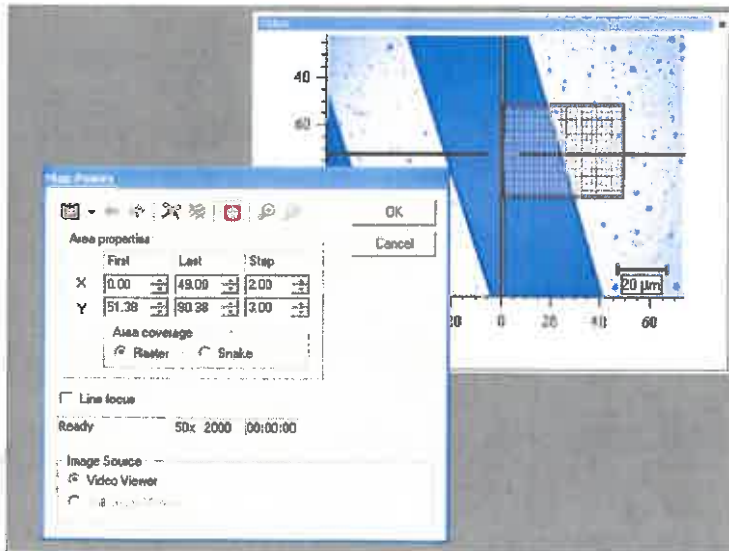 Video
40
60
20 0 20 40 60
20 µm
Map Review
OK
Cancel
Area properties
First Last Step
X 0.00 49.00 2.00
Y 51.38 90.38 3.00
Area coverage
Raster Snake
Line focus
Ready 50x 2000 00:00:00
Image Source
Video Viewer